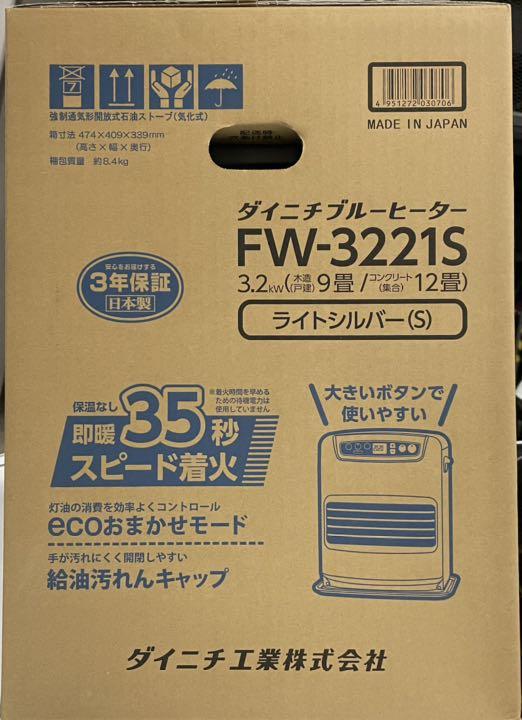 7
強制通気形開放式石油ストーブ(気化式)
箱寸法 474×409×339mm
(高さ×幅×奥行)
梱包質量 約8.4kg
4 951272 030706
MADE IN JAPAN
ダイニチブルーヒーター
FW-3221S
3.2kW(木造(戸建)9畳/コンクリート(集合)12畳)
ライトシルバー(S)
安心をお届けする
3年保証
日本製
保温なし
即暖35秒
※着火時間を早める
ための待機電力は
使用していません
スピード着火
大きいボタンで
使いやすい
灯油の消費を効率よくコントロール
ecoおまかせモード
手が汚れにくく開閉しやすい
給油汚れんキャップ
ダイニチ工業株式会社